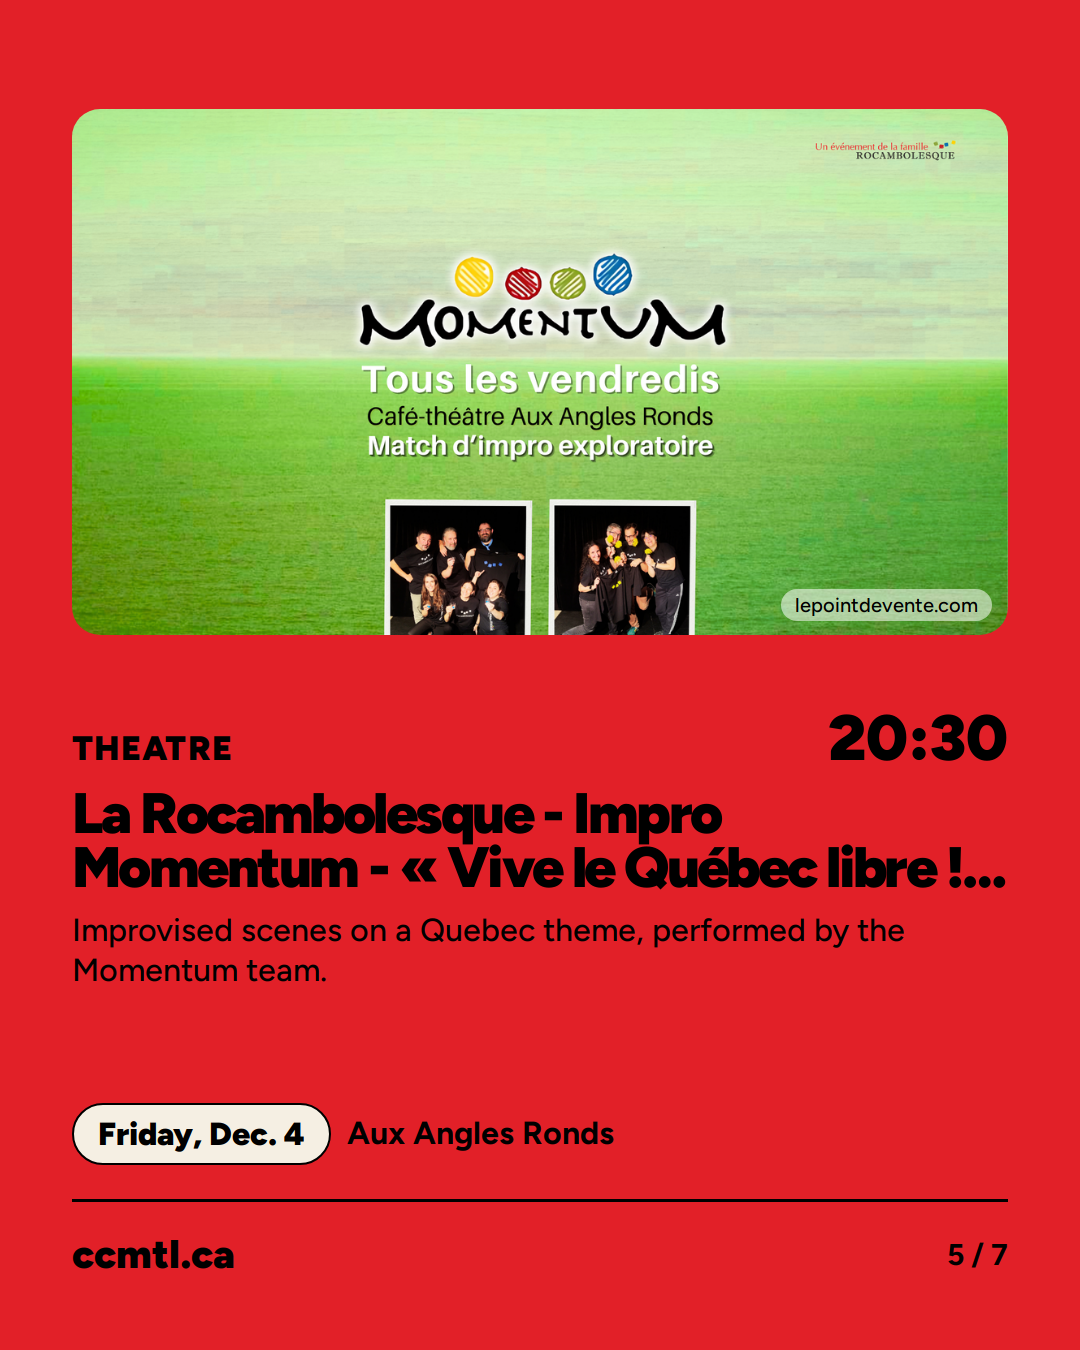 Un événement de la famille
ROCAMBOLESQUE
MOMENTUM
Tous les vendredis
Café-théâtre Aux Angles Ronds
Match d’impro exploratoire
lepointdevente.com
THEATRE
20:30
La Rocambolesque - Impro
Momentum - « Vive le Québec libre !...
Improvised scenes on a Quebec theme, performed by the
Momentum team.
Friday, Dec. 4
Aux Angles Ronds
ccmtl.ca
5 / 7